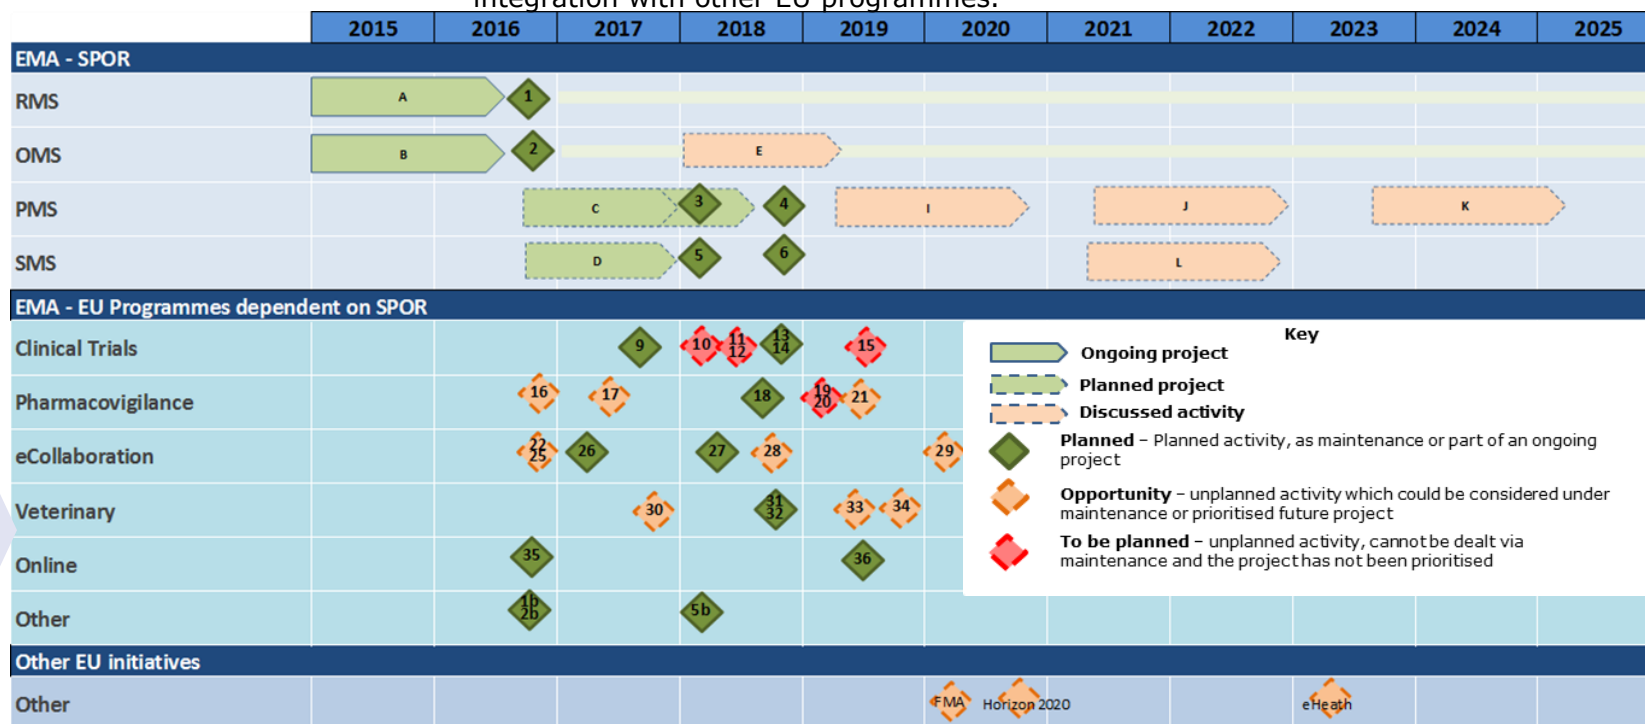 integration with other EU programmes.
2015 2016 2017 2018 2019 2020 2021 2022 2023 2024 2025
EMA - SPOR
RMS A 1
OMS B 2 E
PMS C 3 4 I J K
SMS D 5 6 L
EMA - EU Programmes dependent on SPOR
Clinical Trials 9 10 11 12 13 14 15
Pharmacovigilance 16 17 18 19 20 21
eCollaboration 22 25 26 27 28 29
Veterinary 30 31 32 33 34
Online 35 36
Other 1b 2b 5b
Key
Ongoing project
Planned project
Discussed activity
Planned – Planned activity, as maintenance or part of an ongoing
project
Opportunity – unplanned activity which could be considered under
maintenance or prioritised future project
To be planned – unplanned activity, cannot be dealt via
maintenance and the project has not been prioritised
Other EU initiatives
Other FMA Horizon 2020 eHeath